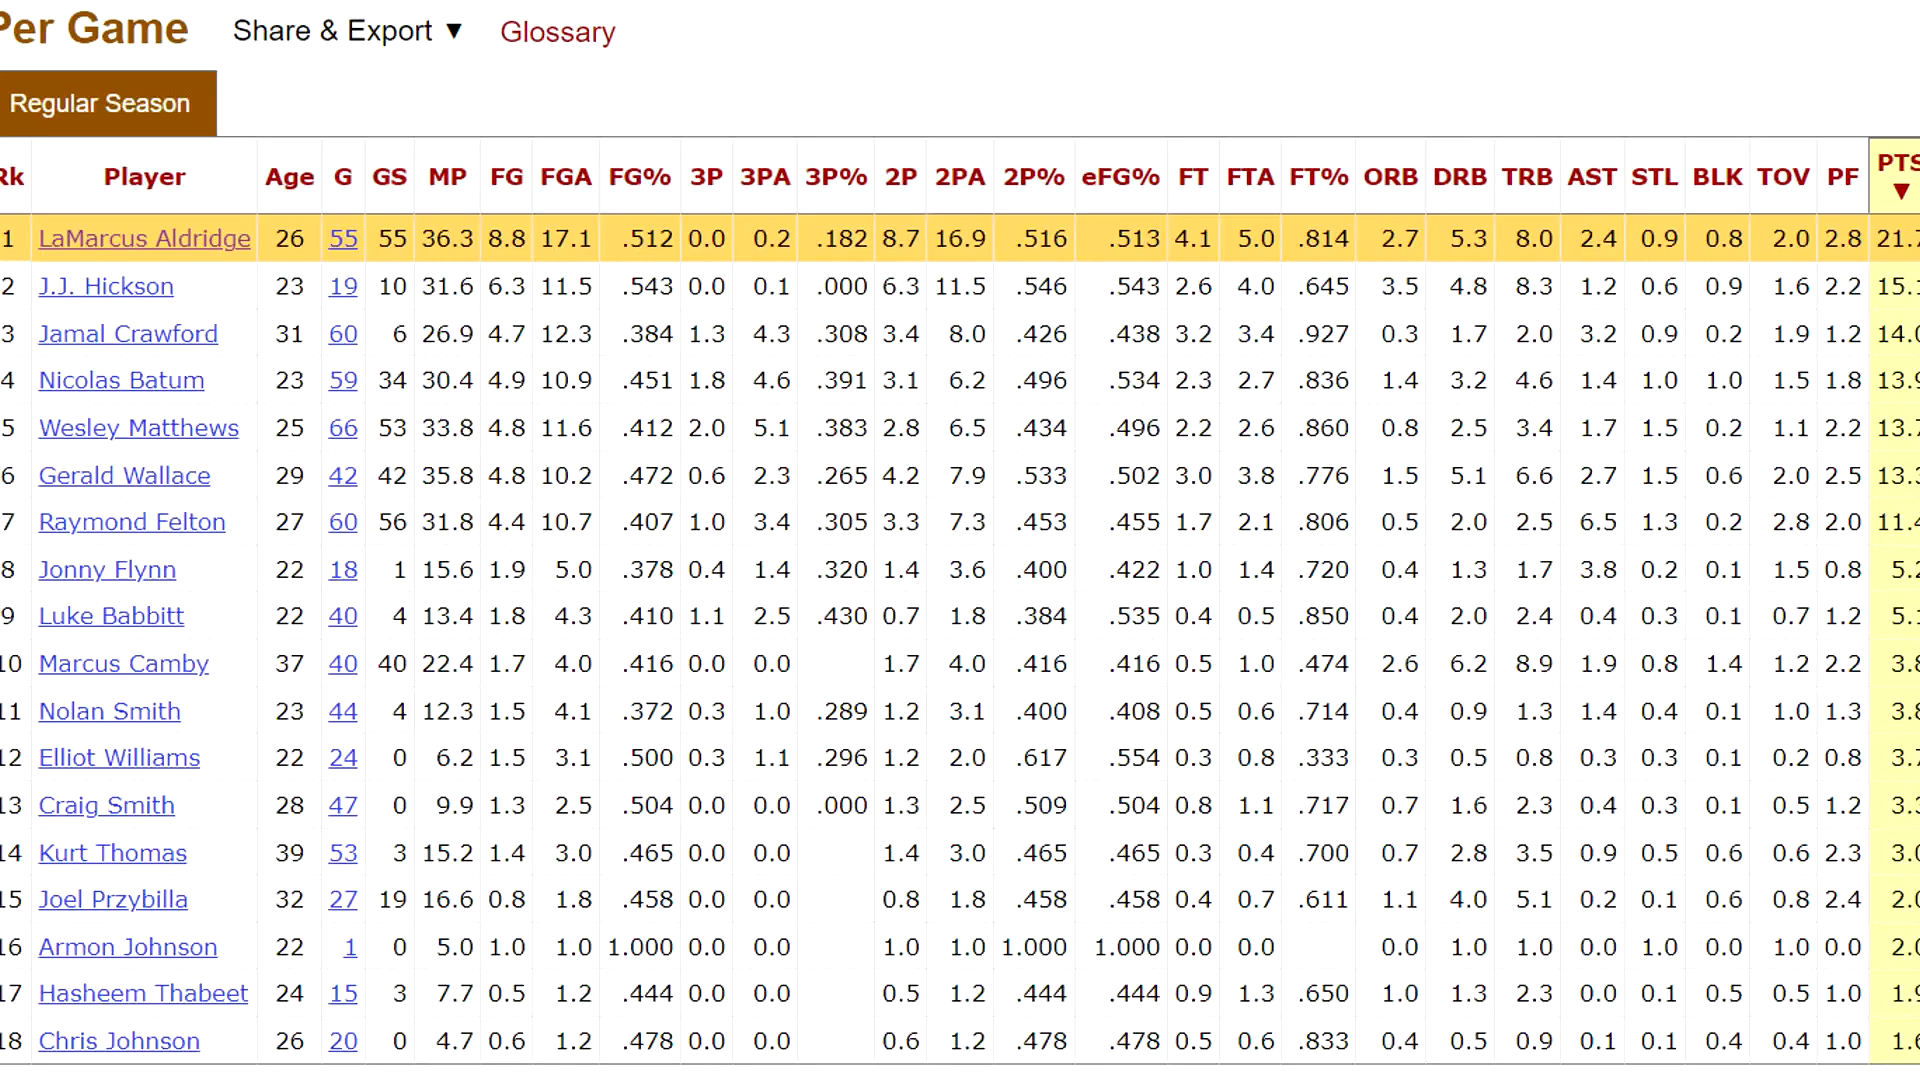 Per Game Share & Export ▼ Glossary
Regular Season
Rk Player Age G GS MP FG FGA FG% 3P 3PA 3P% 2P 2PA 2P% eFG% FT FTA FT% ORB DRB TRB AST STL BLK TOV PF PTS ▼
1 LaMarcus Aldridge 26 55 55 36.3 8.8 17.1 .512 0.0 0.2 .182 8.7 16.9 .516 .513 4.1 5.0 .814 2.7 5.3 8.0 2.4 0.9 0.8 2.0 2.8 21.7
2 J.J. Hickson 23 19 10 31.6 6.3 11.5 .543 0.0 0.1 .000 6.3 11.5 .546 .543 2.6 4.0 .645 3.5 4.8 8.3 1.2 0.6 0.9 1.6 2.2 15.1
3 Jamal Crawford 31 60 6 26.9 4.7 12.3 .384 1.3 4.3 .308 3.4 8.0 .426 .438 3.2 3.4 .927 0.3 1.7 2.0 3.2 0.9 0.2 1.9 1.2 14.0
4 Nicolas Batum 23 59 34 30.4 4.9 10.9 .451 1.8 4.6 .391 3.1 6.2 .496 .534 2.3 2.7 .836 1.4 3.2 4.6 1.4 1.0 1.0 1.5 1.8 13.9
5 Wesley Matthews 25 66 53 33.8 4.8 11.6 .412 2.0 5.1 .383 2.8 6.5 .434 .496 2.2 2.6 .860 0.8 2.5 3.4 1.7 1.5 0.2 1.1 2.2 13.7
6 Gerald Wallace 29 42 42 35.8 4.8 10.2 .472 0.6 2.3 .265 4.2 7.9 .533 .502 3.0 3.8 .776 1.5 5.1 6.6 2.7 1.5 0.6 2.0 2.5 13.3
7 Raymond Felton 27 60 56 31.8 4.4 10.7 .407 1.0 3.4 .305 3.3 7.3 .453 .455 1.7 2.1 .806 0.5 2.0 2.5 6.5 1.3 0.2 2.8 2.0 11.4
8 Jonny Flynn 22 18 1 15.6 1.9 5.0 .378 0.4 1.4 .320 1.4 3.6 .400 .422 1.0 1.4 .720 0.4 1.3 1.7 3.8 0.2 0.1 1.5 0.8 5.2
9 Luke Babbitt 22 40 4 13.4 1.8 4.3 .410 1.1 2.5 .430 0.7 1.8 .384 .535 0.4 0.5 .850 0.4 2.0 2.4 0.4 0.3 0.1 0.7 1.2 5.1
10 Marcus Camby 37 40 40 22.4 1.7 4.0 .416 0.0 0.0 1.7 4.0 .416 .416 0.5 1.0 .474 2.6 6.2 8.9 1.9 0.8 1.4 1.2 2.2 3.8
11 Nolan Smith 23 44 4 12.3 1.5 4.1 .372 0.3 1.0 .289 1.2 3.1 .400 .408 0.5 0.6 .714 0.4 0.9 1.3 1.4 0.4 0.1 1.0 1.3 3.8
12 Elliot Williams 22 24 0 6.2 1.5 3.1 .500 0.3 1.1 .296 1.2 2.0 .617 .554 0.3 0.8 .333 0.3 0.5 0.8 0.3 0.3 0.1 0.2 0.8 3.7
13 Craig Smith 28 47 0 9.9 1.3 2.5 .504 0.0 0.0 .000 1.3 2.5 .509 .504 0.8 1.1 .717 0.7 1.6 2.3 0.4 0.3 0.1 0.5 1.2 3.3
14 Kurt Thomas 39 53 3 15.2 1.4 3.0 .465 0.0 0.0 1.4 3.0 .465 .465 0.3 0.4 .700 0.7 2.8 3.5 0.9 0.5 0.6 0.6 2.3 3.0
15 Joel Przybilla 32 27 19 16.6 0.8 1.8 .458 0.0 0.0 0.8 1.8 .458 .458 0.4 0.7 .611 1.1 4.0 5.1 0.2 0.1 0.6 0.8 2.4 2.0
16 Armon Johnson 22 1 0 5.0 1.0 1.0 1.000 0.0 0.0 1.0 1.0 1.000 1.000 0.0 0.0 0.0 1.0 1.0 0.0 1.0 0.0 1.0 0.0 2.0
17 Hasheem Thabeet 24 15 3 7.7 0.5 1.2 .444 0.0 0.0 0.5 1.2 .444 .444 0.9 1.3 .650 1.0 1.3 2.3 0.0 0.1 0.5 0.5 1.0 1.9
18 Chris Johnson 26 20 0 4.7 0.6 1.2 .478 0.0 0.0 0.6 1.2 .478 .478 0.5 0.6 .833 0.4 0.5 0.9 0.1 0.1 0.4 0.4 1.0 1.6